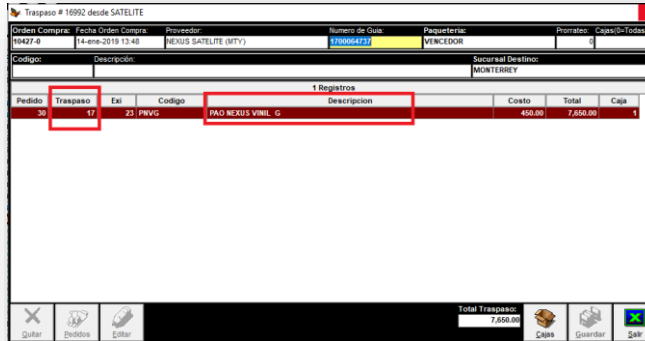 Traspaso # 16992 desde SATELITE
Orden Compra: Fecha Orden Compra: Proveedor: Numero de Guia: Paqueteria: Prorrateo: Cajas(0=Todas
10427-0 14-ene-2019 13:48 NEXUS SATELITE (MTY) 1700064737 VENCEDOR 0
Codigo: Descripción: Sucursal Destino:
MONTERREY
1 Registros
Pedido Traspaso Exi Codigo Descripcion Costo Total Caja
30 17 23 PNVG PAO NEXUS VINIL G 450.00 7,650.00 1
Total Traspaso:
7,650.00
Quitar Pedidos Editar Cajas Guardar Salir